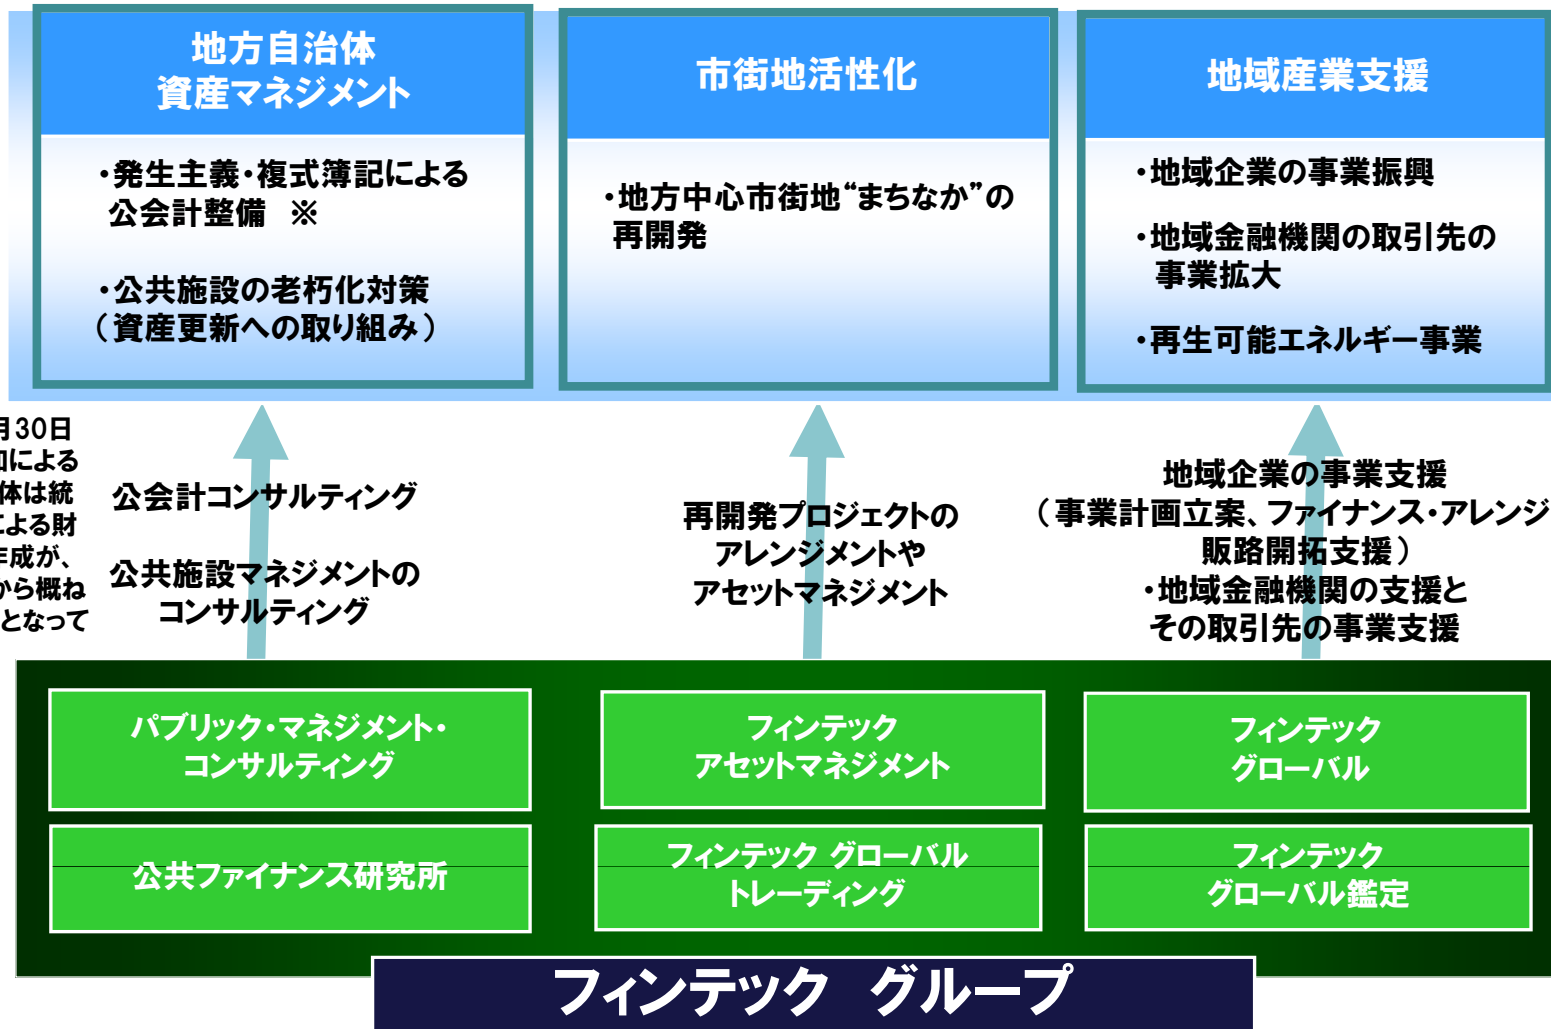 地方自治体
資産マネジメント
・発生主義・複式簿記による
公会計整備　※
・公共施設の老朽化対策
（資産更新への取り組み）
市街地活性化
・地方中心市街地“まちなか”の
再開発
地域産業支援
・地域企業の事業振興
・地域金融機関の取引先の
事業拡大
・再生可能エネルギー事業
月30日
による
体は統
による財
作成が、
から概ね
となって
公会計コンサルティング
公共施設マネジメントの
コンサルティング
再開発プロジェクトの
アレンジメントや
アセットマネジメント
地域企業の事業支援
（事業計画立案、ファイナンス・アレンジ
販路開拓支援）
・地域金融機関の支援と
その取引先の事業支援
パブリック・マネジメント・
コンサルティング
フィンテック
アセットマネジメント
フィンテック
グローバル
公共ファイナンス研究所
フィンテック グローバル
トレーディング
フィンテック
グローバル鑑定
フィンテック　グループ